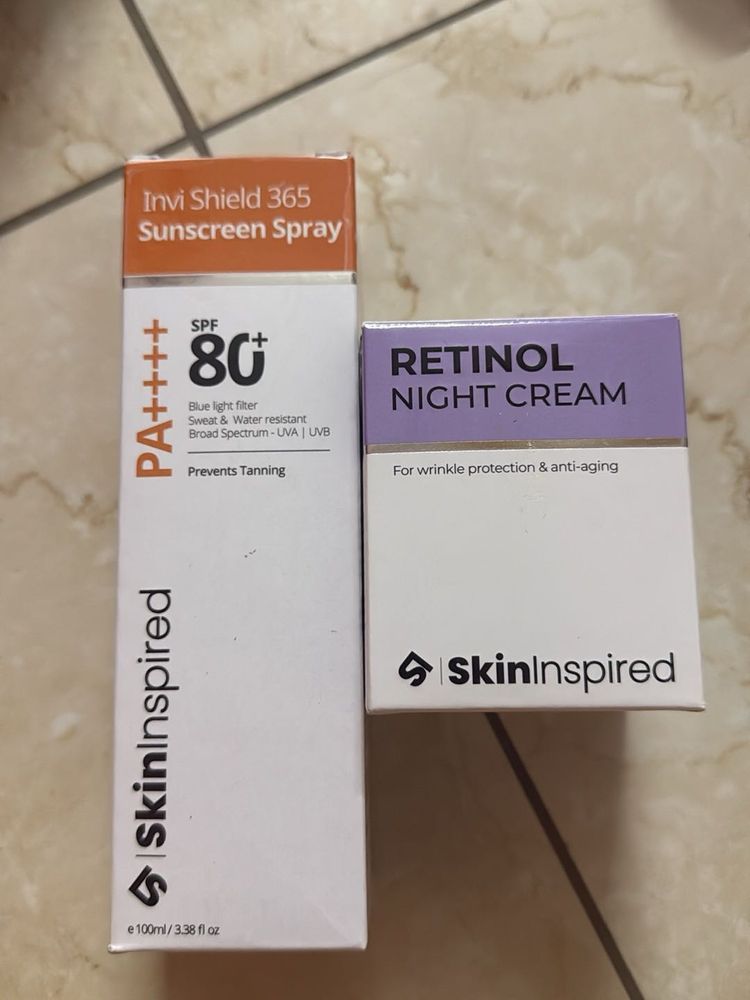 Invi Shield 365
Sunscreen Spray
PA++++
SPF
80+
Blue light filter
Sweat & Water resistant
Broad Spectrum - UVA | UVB
Prevents Tanning
SkinInspired
e 100ml / 3.38 fl oz
RETINOL
NIGHT CREAM
For wrinkle protection & anti-aging
SkinInspired